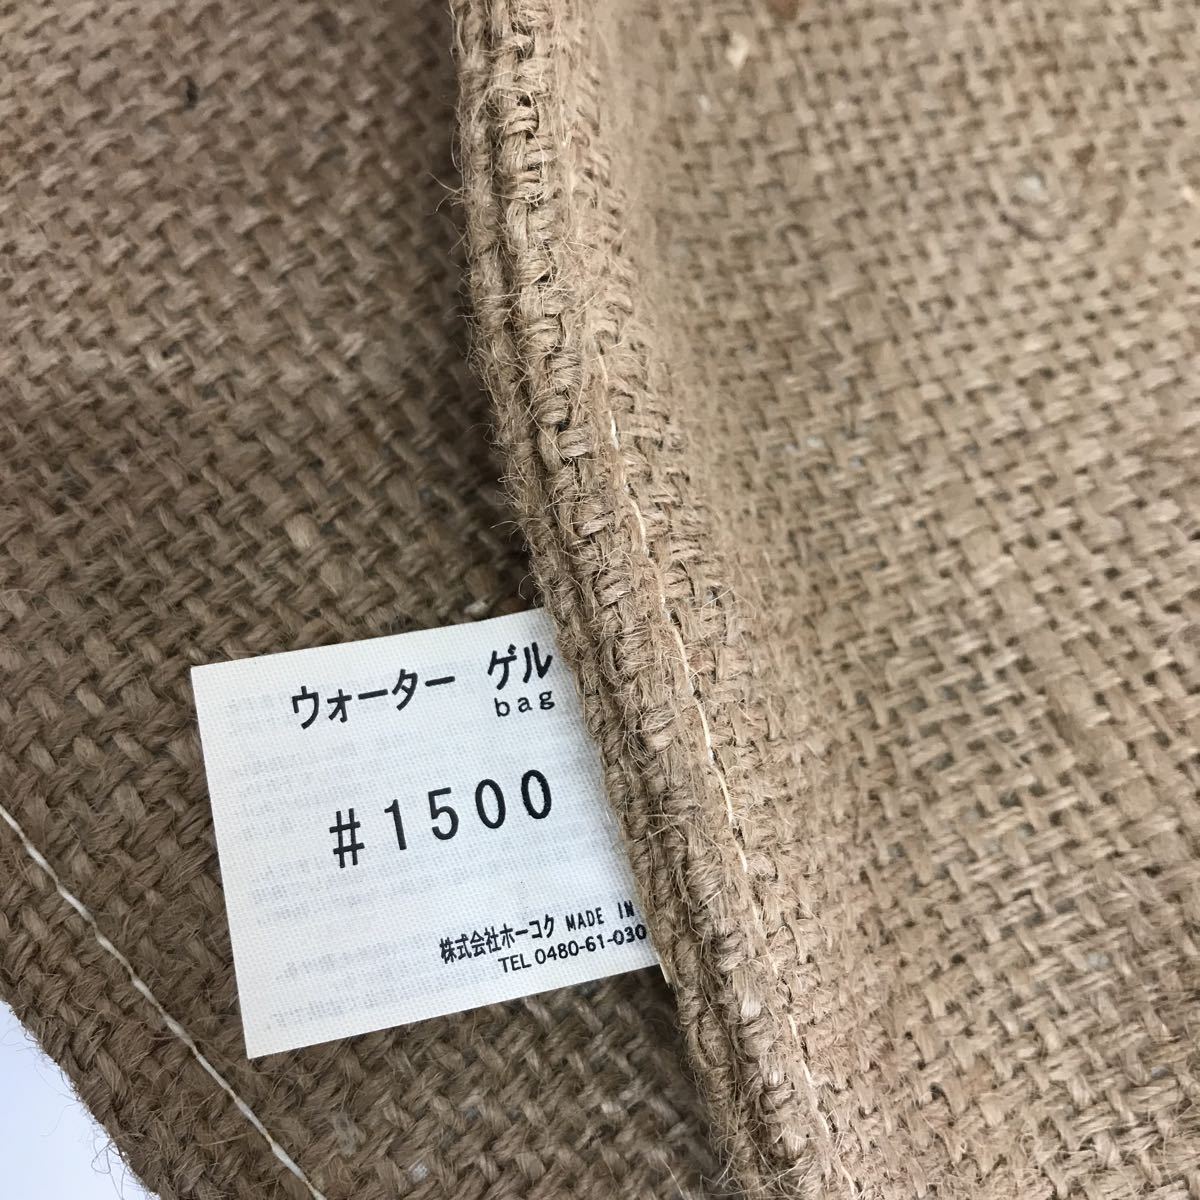 ウォーター ゲル
bag
#1500
株式会社ホーコク MADE IN
TEL 0480-61-030